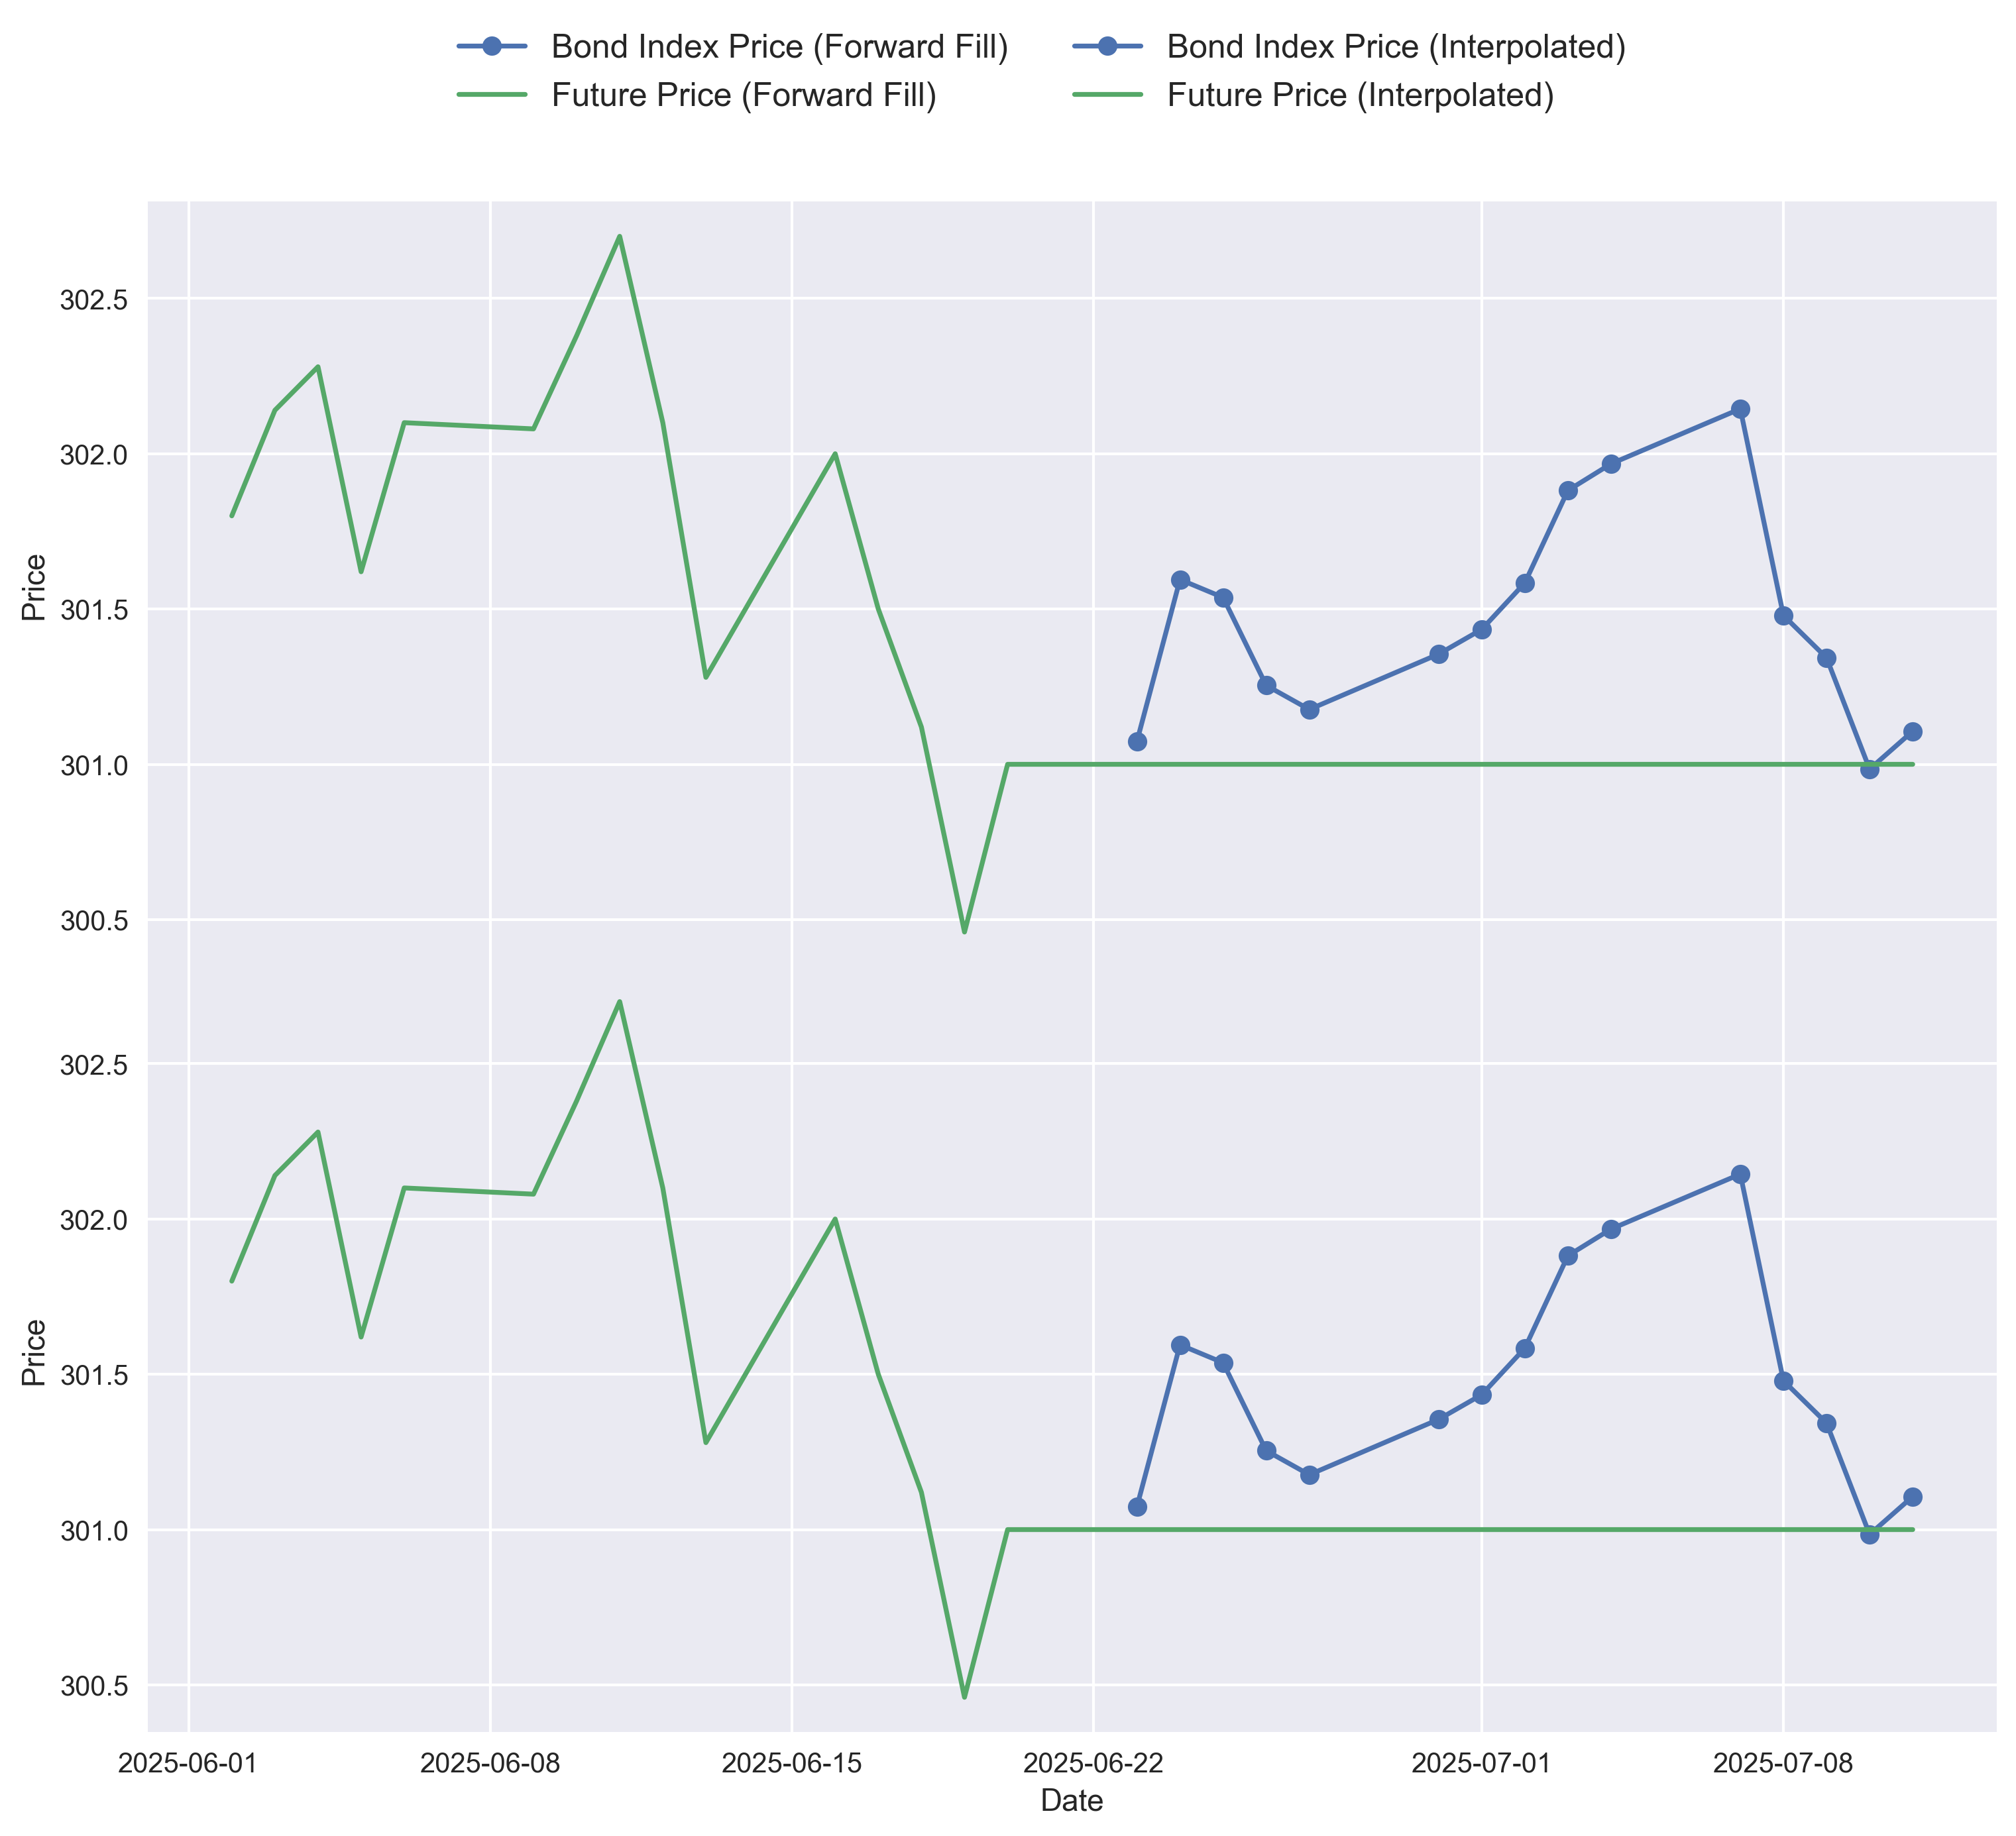 Bond Index Price (Forward Fill)
Future Price (Forward Fill)
Bond Index Price (Interpolated)
Future Price (Interpolated)
Price
302.5
302.0
301.5
301.0
300.5
Price
302.5
302.0
301.5
301.0
300.5
2025-06-01
2025-06-08
2025-06-15
2025-06-22
2025-07-01
2025-07-08
Date